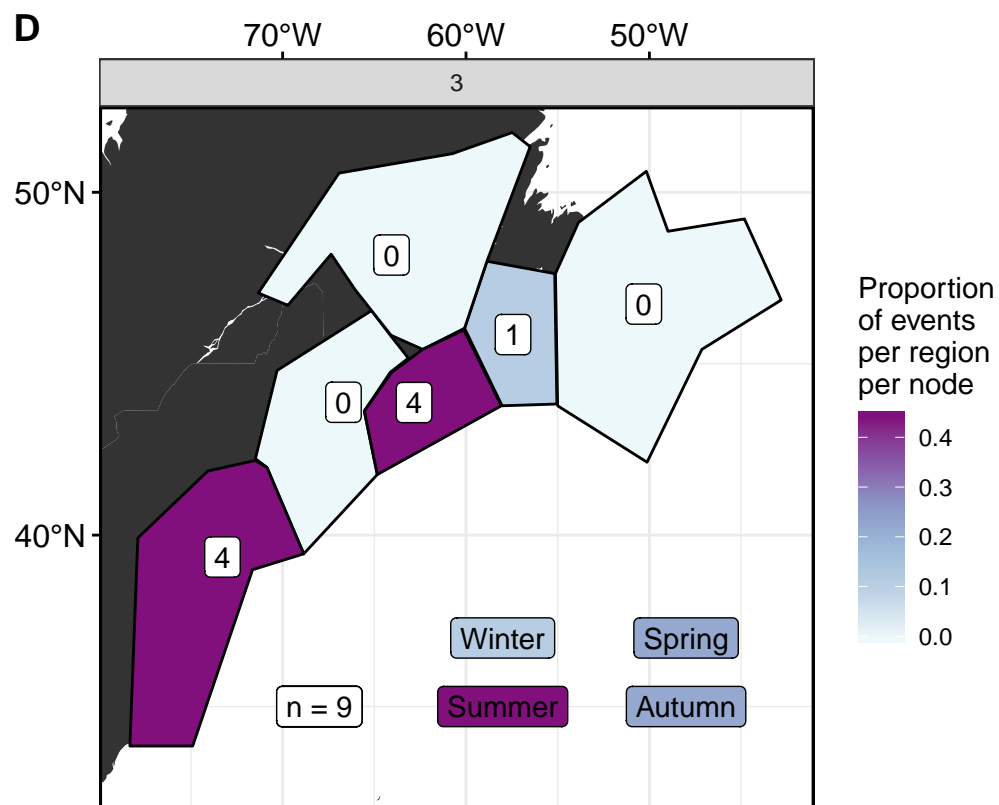 D
70°W 60°W 50°W
3
50°N
40°N
0
0
1
0
4
4
Winter
Spring
n = 9
Summer
Autumn
Proportion
of events
per region
per node
0.4
0.3
0.2
0.1
0.0